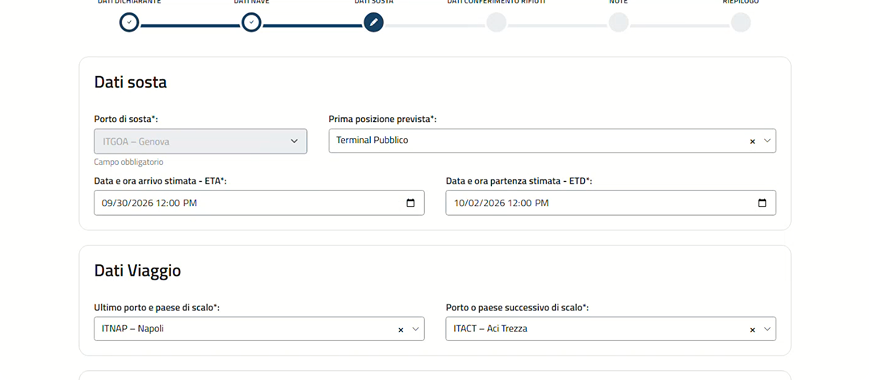 DATI DICHIARANTE DATI NAVE DATI SOSTA DATI CONFERIMENTO RIFIUTI NOTE RIEPILOGO
Dati sosta
Porto di sosta*: Prima posizione prevista*:
ITGOA – Genova Terminal Pubblico
Campo obbligatorio
Data e ora arrivo stimata - ETA*: Data e ora partenza stimata - ETD*:
09/30/2026 12:00 PM 10/02/2026 12:00 PM
Dati Viaggio
Ultimo porto e paese di scalo*: Porto o paese successivo di scalo*:
ITNAP – Napoli ITACT – Aci Trezza